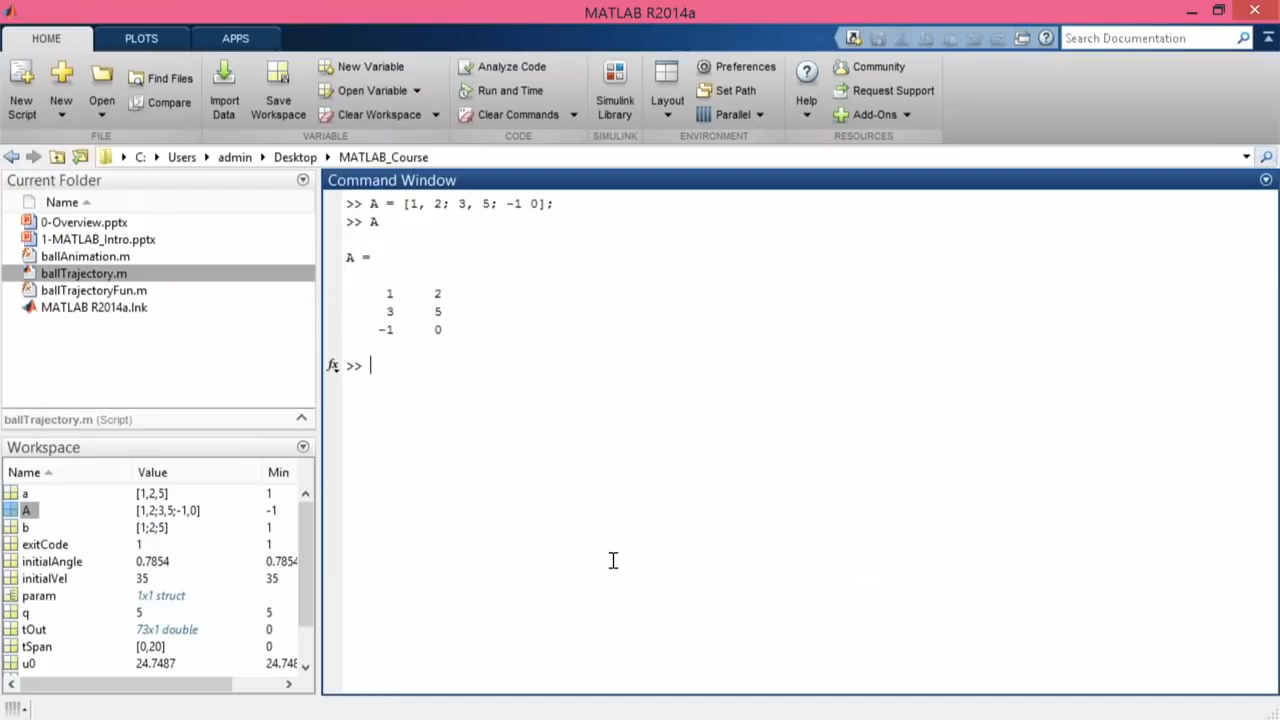 MATLAB R2014a
HOME PLOTS APPS
Search Documentation
New Script
New
Open
Find Files
Compare
Import Data
Save Workspace
New Variable
Open Variable
Clear Workspace
Analyze Code
Run and Time
Clear Commands
Simulink Library
Layout
Preferences
Set Path
Parallel
Help
Community
Request Support
Add-Ons
FILE VARIABLE CODE SIMULINK ENVIRONMENT RESOURCES
C: Users admin Desktop MATLAB_Course
Current Folder
Name
0-Overview.pptx
1-MATLAB_Intro.pptx
ballAnimation.m
ballTrajectory.m
ballTrajectoryFun.m
MATLAB R2014a.lnk
ballTrajectory.m (Script)
Workspace
Name Value Min
a [1,2,5] 1
A [1,2;3,5;-1,0] -1
b [1;2;5] 1
exitCode 1 1
initialAngle 0.7854 0.7854
initialVel 35 35
param 1x1 struct
q 5 5
tOut 73x1 double 0
tSpan [0,20] 0
u0 24.7487 24.748
Command Window
>> A = [1, 2; 3, 5; -1 0];
>> A
A =
1 2
3 5
-1 0
fx >>